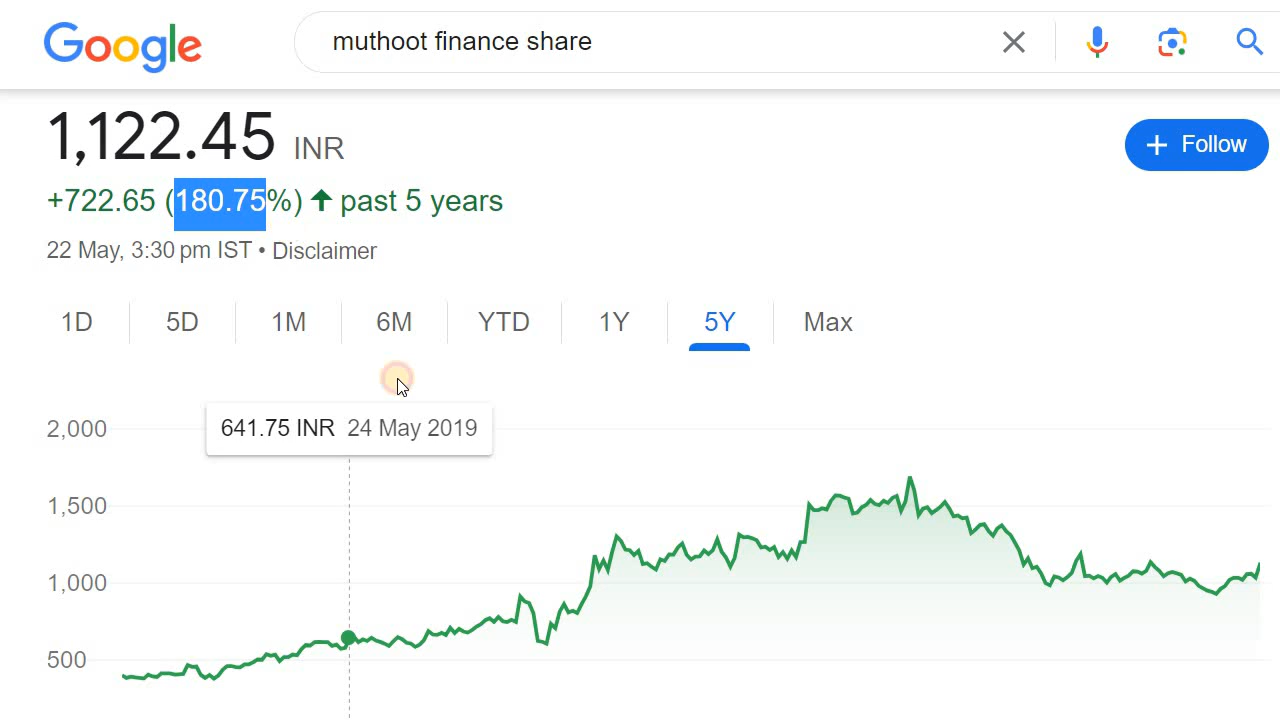 Google
muthoot finance share
1,122.45 INR
+ Follow
+722.65 (180.75%) ↑ past 5 years
22 May, 3:30 pm IST • Disclaimer
1D 5D 1M 6M YTD 1Y 5Y Max
641.75 INR 24 May 2019
2,000
1,500
1,000
500